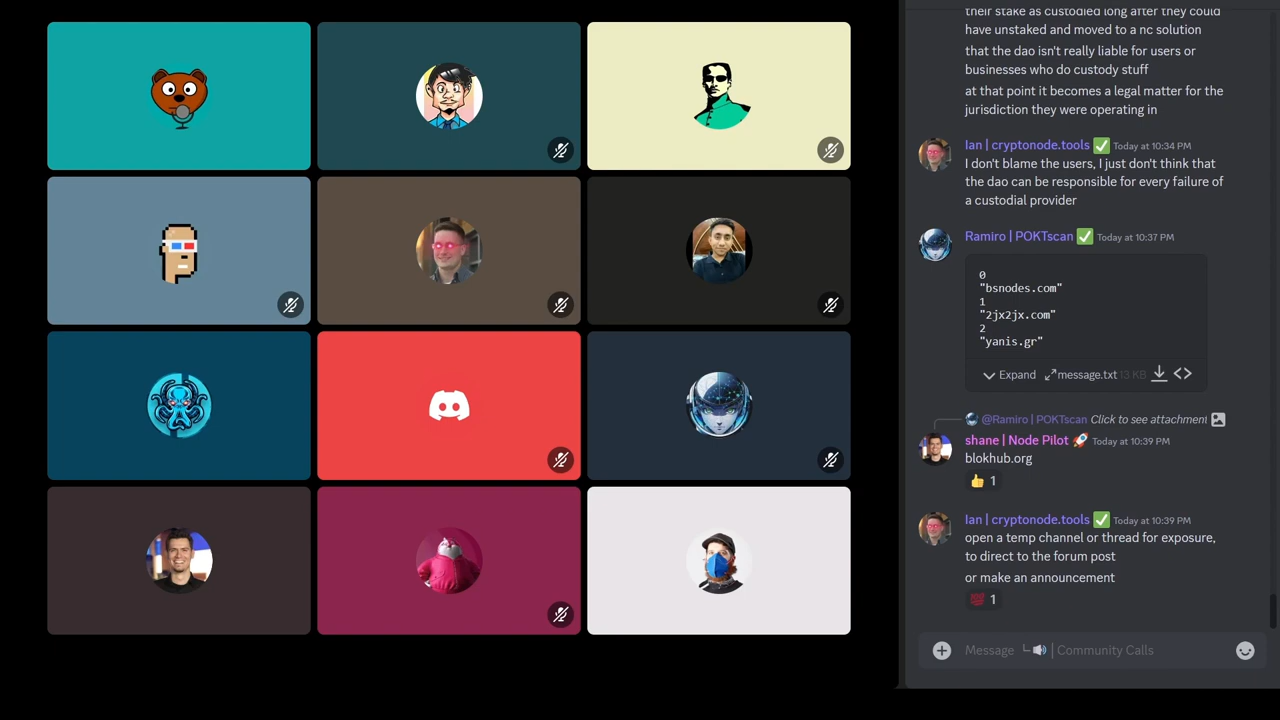 their stake as custodied long after they could
have unstaked and moved to a nc solution
that the dao isn't really liable for users or
businesses who do custody stuff
at that point it becomes a legal matter for the
jurisdiction they were operating in
Ian | cryptonode.tools ✅ Today at 10:34 PM
I don't blame the users, I just don't think that
the dao can be responsible for every failure of
a custodial provider
Ramiro | POKTscan ✅ Today at 10:37 PM
0
"bsnodes.com"
1
"2jx2jx.com"
2
"yanis.gr"
Expand message.txt 13 KB
@Ramiro | POKTscan Click to see attachment
shane | Node Pilot 🚀 Today at 10:39 PM
blokhub.org
👍 1
Ian | cryptonode.tools ✅ Today at 10:39 PM
open a temp channel or thread for exposure,
to direct to the forum post
or make an announcement
💯 1
Message └🔊 | Community Calls